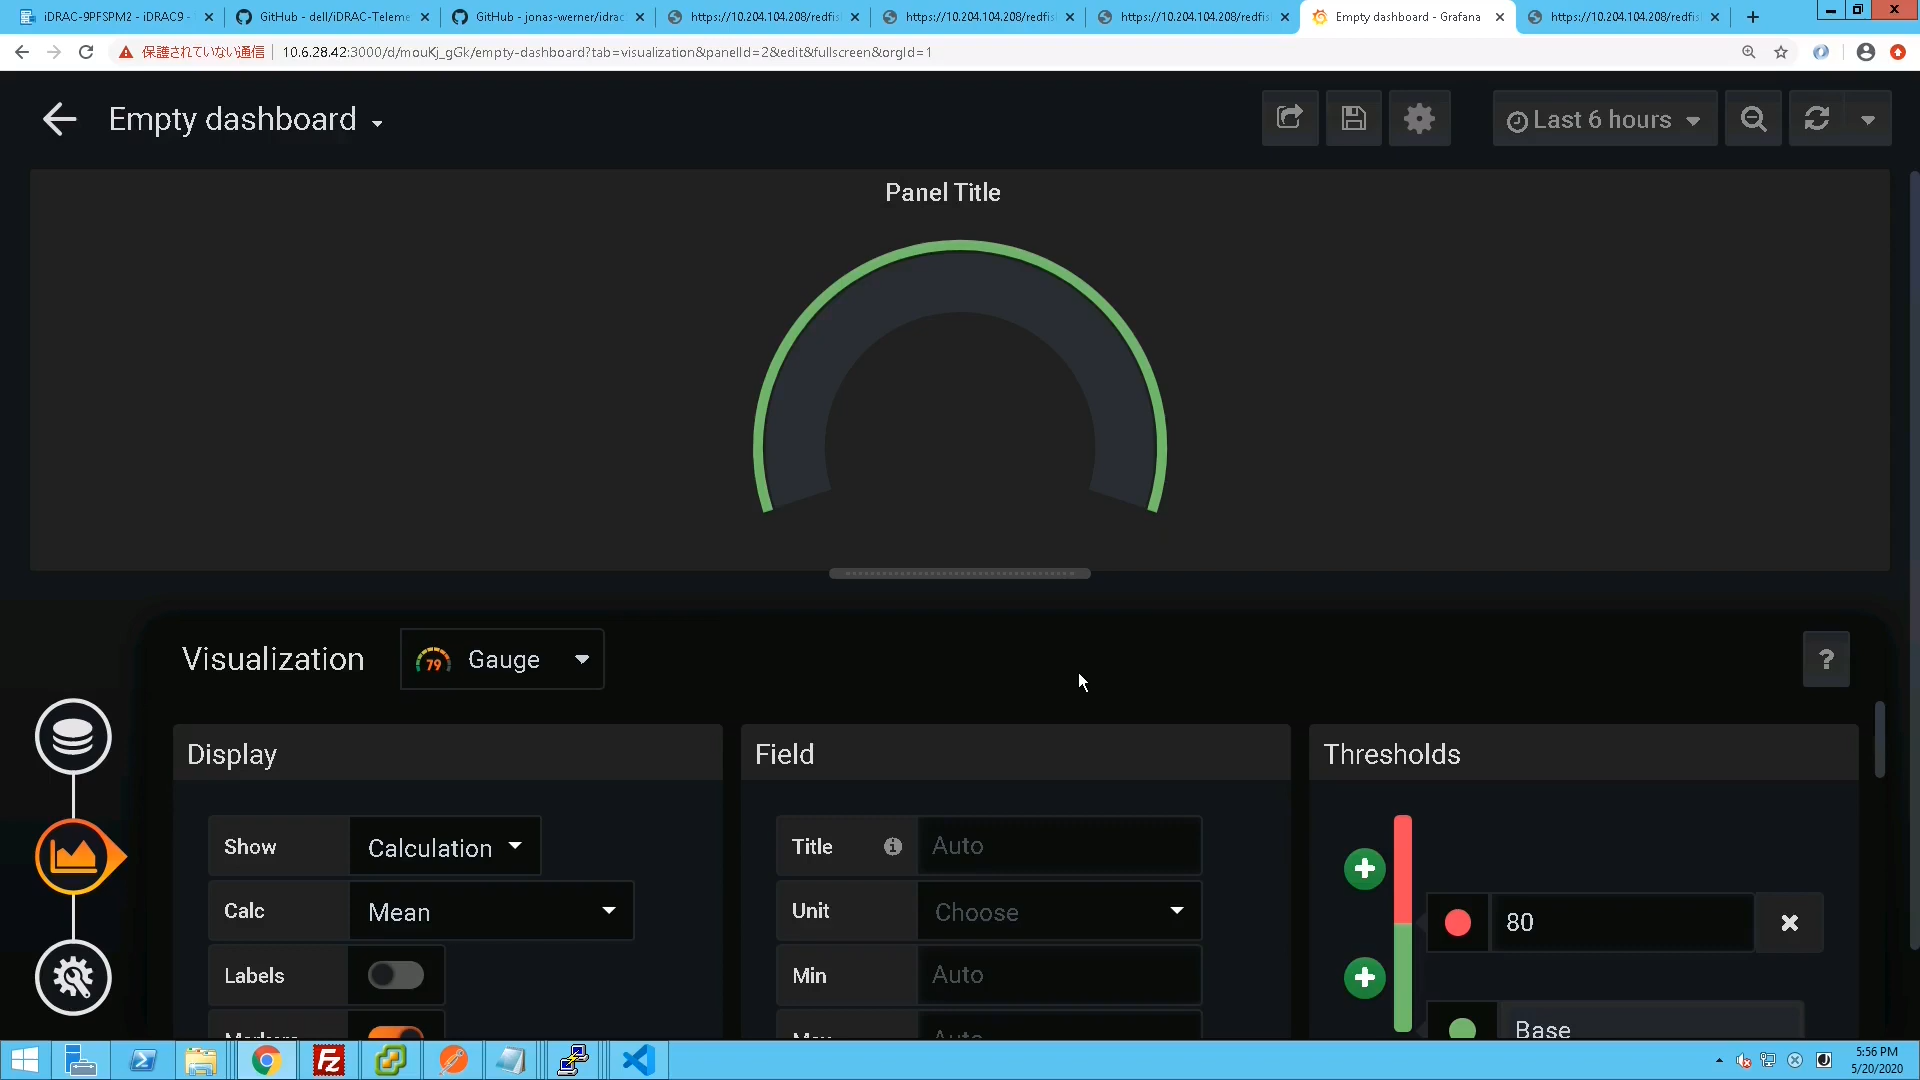 iDRAC-9PFSPM2 - iDRAC9 -
GitHub - dell/iDRAC-Teleme
GitHub - jonas-werner/idrac
https://10.204.104.208/redfis
https://10.204.104.208/redfis
https://10.204.104.208/redfis
Empty dashboard - Grafana
https://10.204.104.208/redfis
保護されていない通信
10.6.28.42:3000/d/mouKj_gGk/empty-dashboard?tab=visualization&panelId=2&edit&fullscreen&orgId=1
Empty dashboard
Last 6 hours
Panel Title
Visualization
79
Gauge
?
Display
Field
Thresholds
Show
Calculation
Title
Auto
Calc
Mean
Unit
Choose
80
Labels
Min
Auto
Base
5:56 PM
5/20/2020